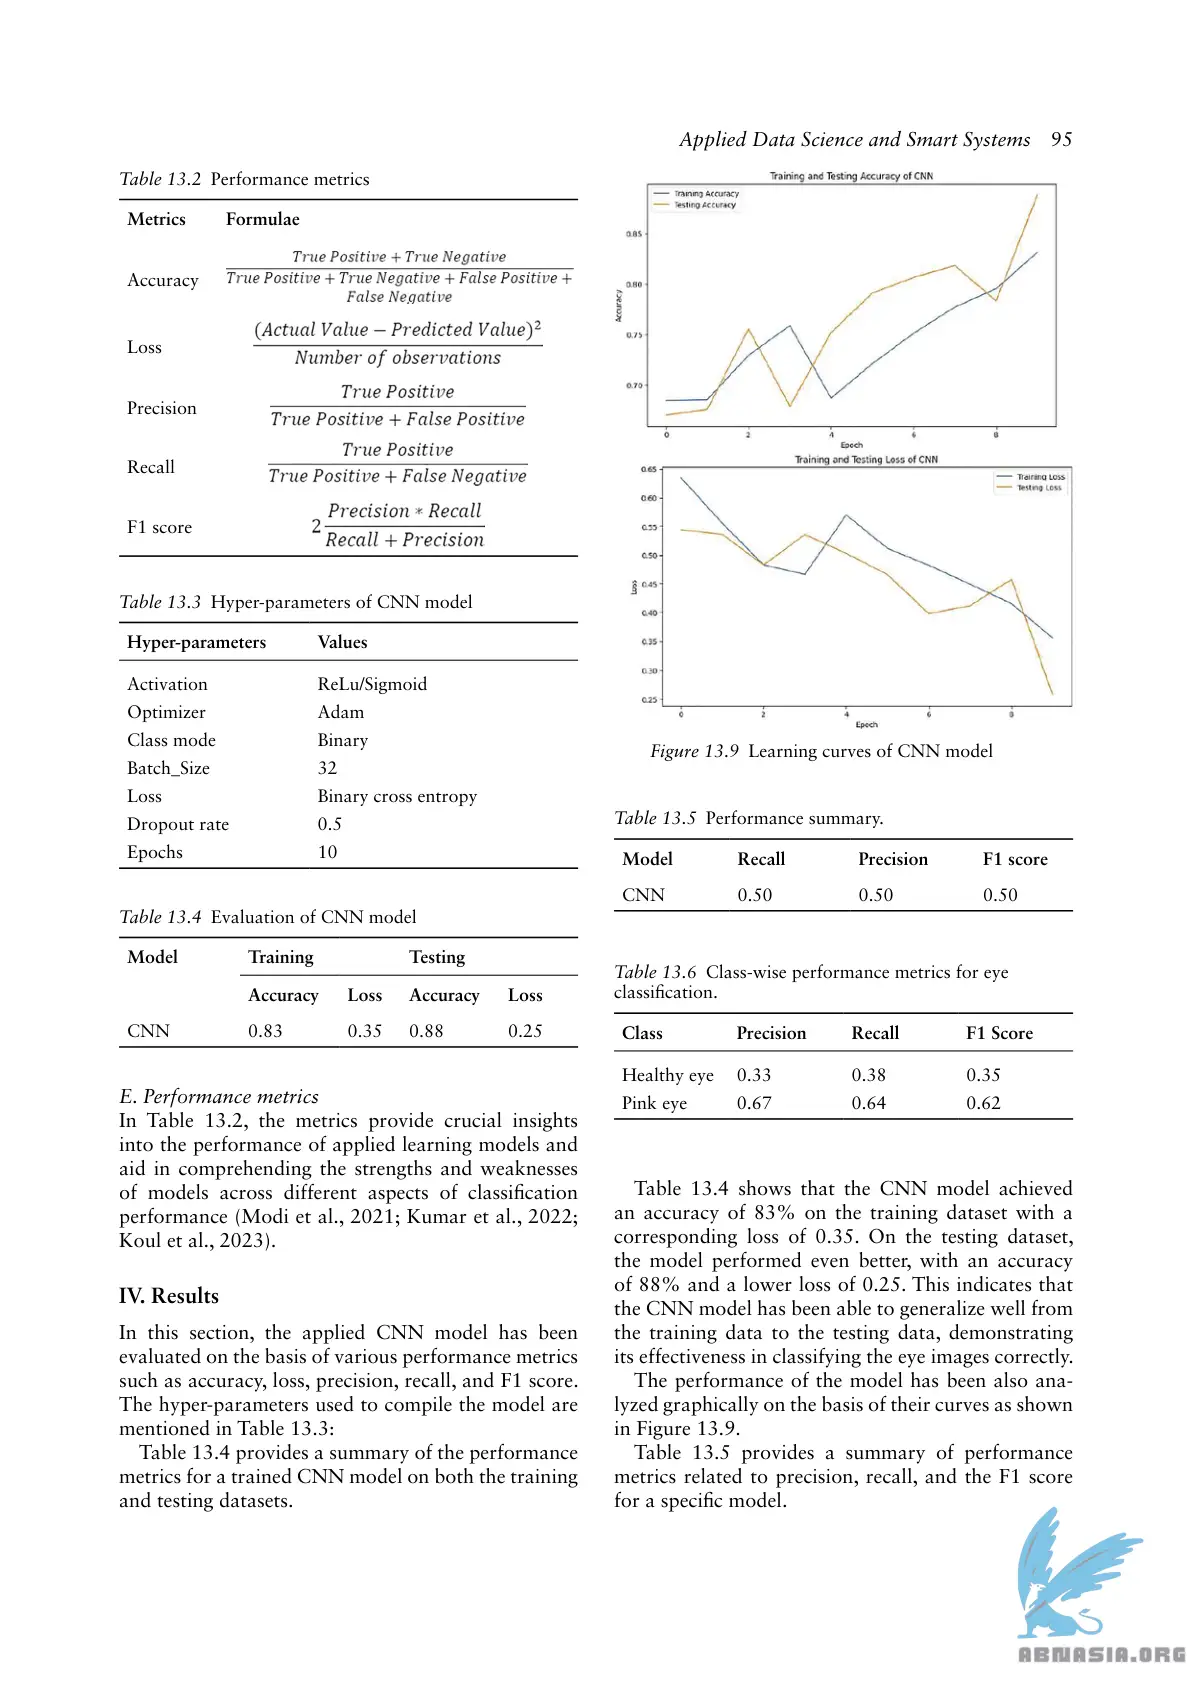 Applied Data Science and Smart Systems 95
Table 13.2 Performance metrics
Metrics Formulae
Accuracy
True Positive + True Negative
True Positive + True Negative + False Positive +
False Negative
Loss
(Actual Value − Predicted Value)²
Number of observations
Precision
True Positive
True Positive + False Positive
Recall
True Positive
True Positive + False Negative
F1 score
2 Precision * Recall
Recall + Precision
Table 13.3 Hyper-parameters of CNN model
Hyper-parameters Values
Activation ReLu/Sigmoid
Optimizer Adam
Class mode Binary
Batch_Size 32
Loss Binary cross entropy
Dropout rate 0.5
Epochs 10
Table 13.4 Evaluation of CNN model
Model Training Testing
Accuracy Loss Accuracy Loss
CNN 0.83 0.35 0.88 0.25
E. Performance metrics
In Table 13.2, the metrics provide crucial insights
into the performance of applied learning models and
aid in comprehending the strengths and weaknesses
of models across different aspects of classification
performance (Modi et al., 2021; Kumar et al., 2022;
Koul et al., 2023).
IV. Results
In this section, the applied CNN model has been
evaluated on the basis of various performance metrics
such as accuracy, loss, precision, recall, and F1 score.
The hyper-parameters used to compile the model are
mentioned in Table 13.3:
Table 13.4 provides a summary of the performance
metrics for a trained CNN model on both the training
and testing datasets.
Training and Testing Accuracy of CNN
Training Accuracy
Testing Accuracy
0.85
0.80
0.75
0.70
Accuracy
0 2 4 6 8
Epoch
Training and Testing Loss of CNN
Training Loss
Testing Loss
0.65
0.60
0.55
0.50
0.45
0.40
0.35
0.30
0.25
Loss
0 2 4 6 8
Epoch
Figure 13.9 Learning curves of CNN model
Table 13.5 Performance summary.
Model Recall Precision F1 score
CNN 0.50 0.50 0.50
Table 13.6 Class-wise performance metrics for eye
classification.
Class Precision Recall F1 Score
Healthy eye 0.33 0.38 0.35
Pink eye 0.67 0.64 0.62
Table 13.4 shows that the CNN model achieved
an accuracy of 83% on the training dataset with a
corresponding loss of 0.35. On the testing dataset,
the model performed even better, with an accuracy
of 88% and a lower loss of 0.25. This indicates that
the CNN model has been able to generalize well from
the training data to the testing data, demonstrating
its effectiveness in classifying the eye images correctly.
The performance of the model has been also ana-
lyzed graphically on the basis of their curves as shown
in Figure 13.9.
Table 13.5 provides a summary of performance
metrics related to precision, recall, and the F1 score
for a specific model.
ABNASIA.ORG